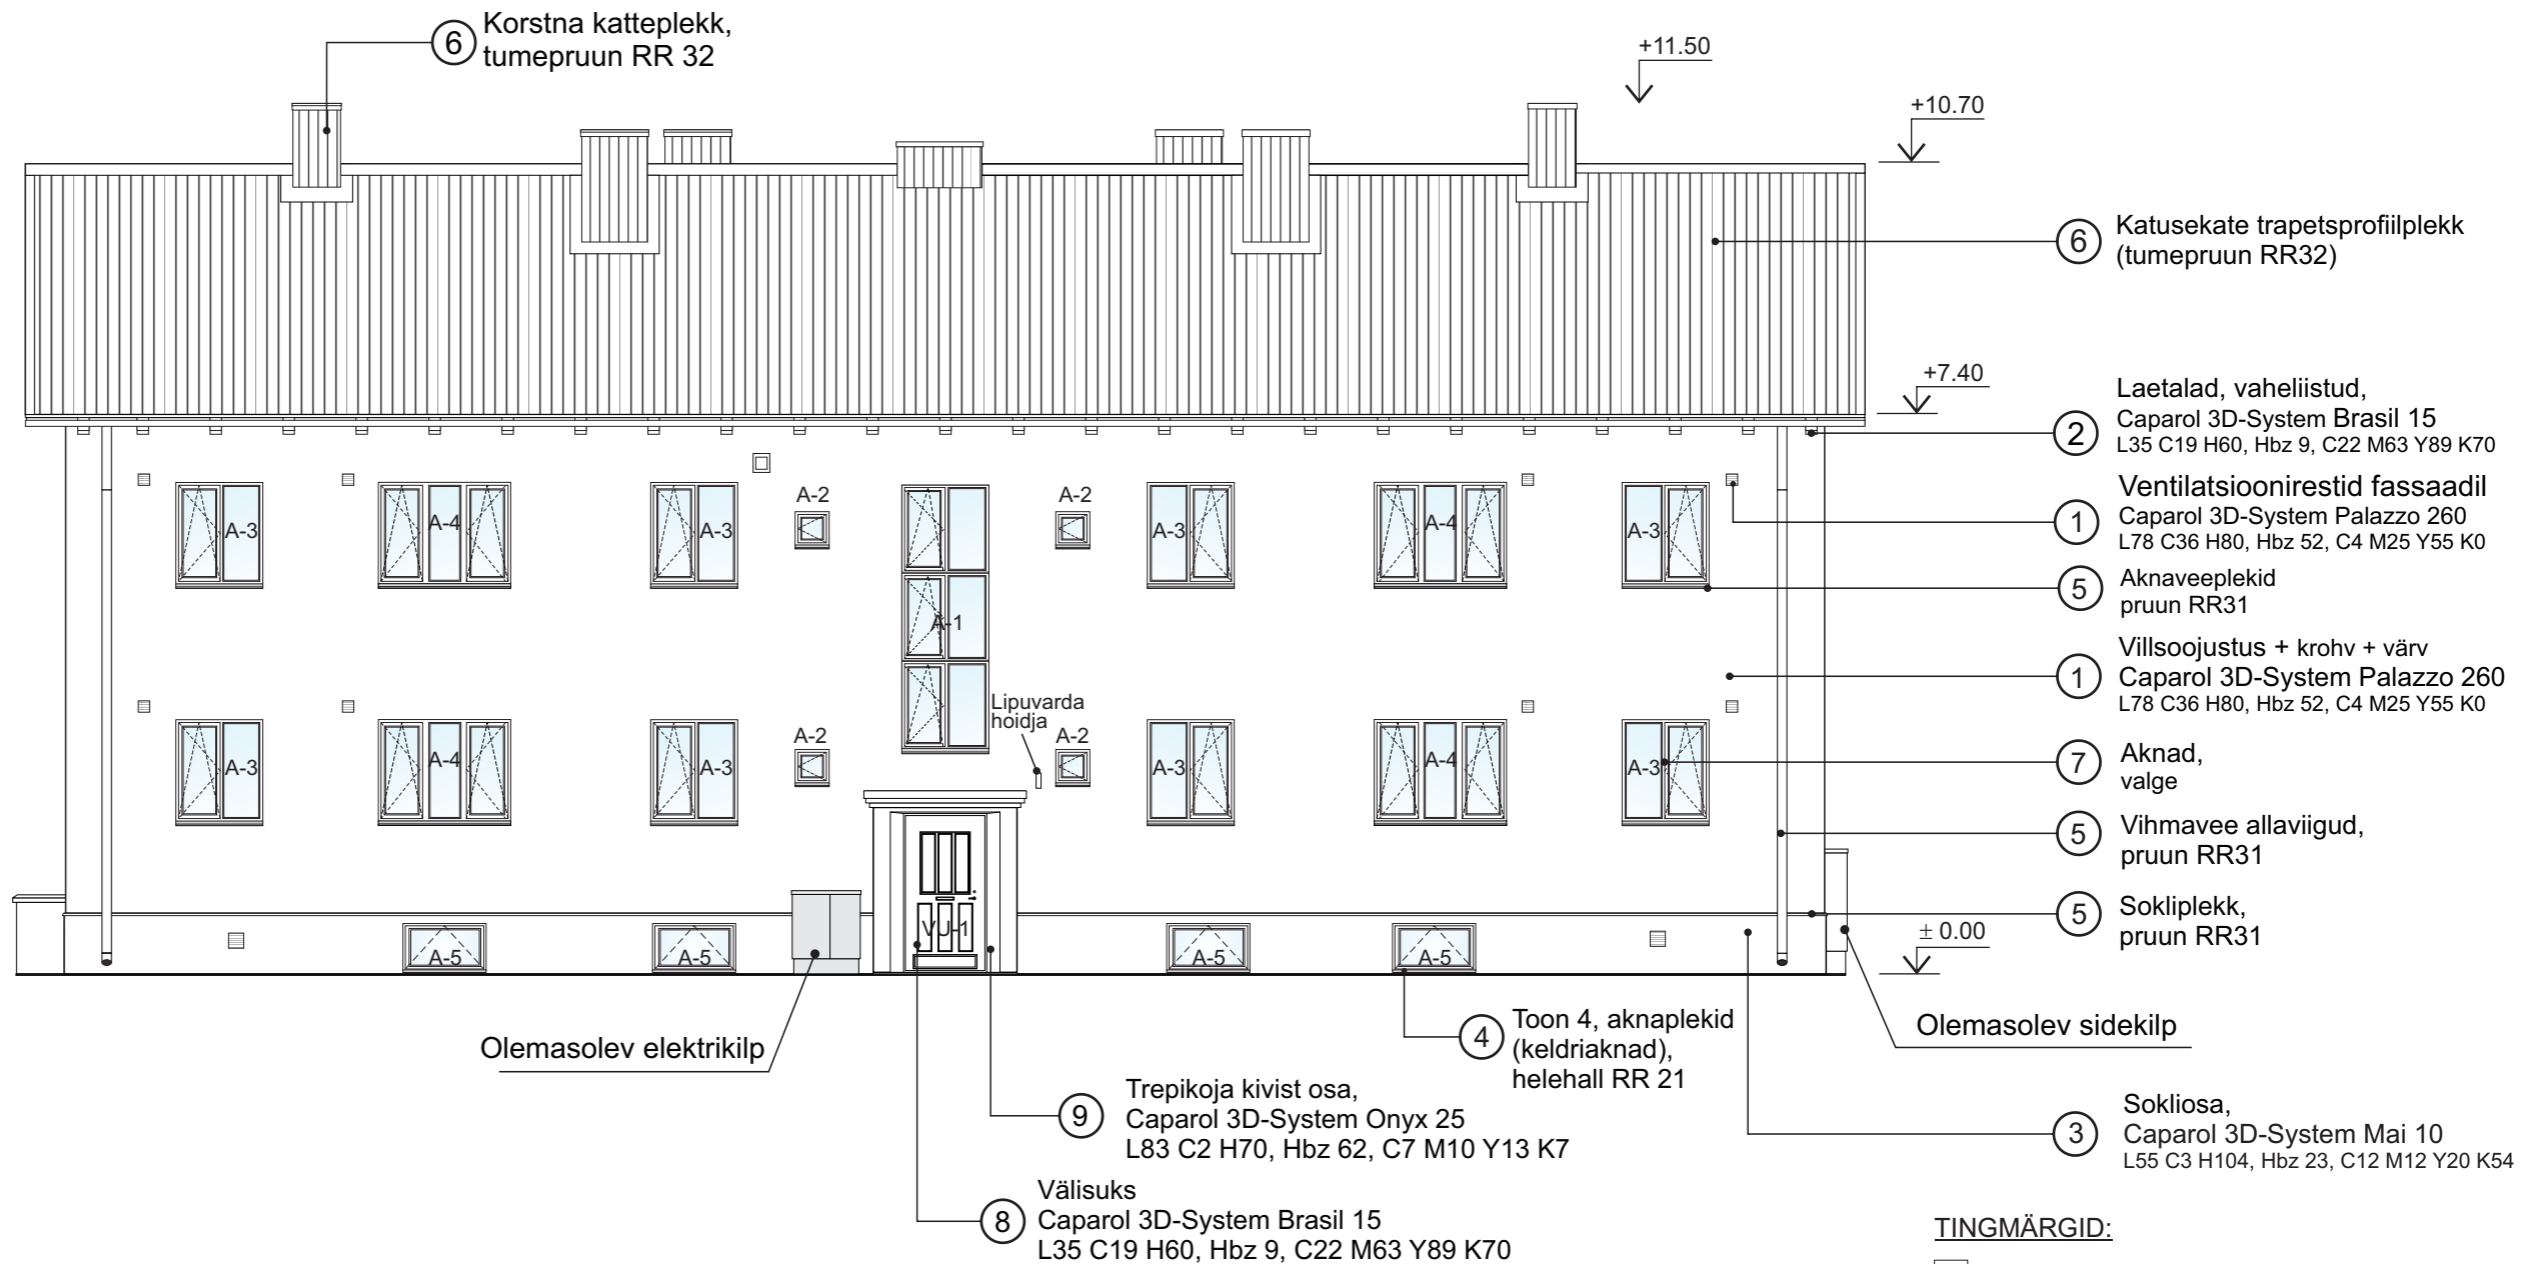 6
Korstna katteplekk,
tumepruun RR 32
+11.50
+10.70
6
Katusekate trapetsprofiilplekk
(tumepruun RR32)
+7.40
2
Laetalad, vaheliistud,
Caparol 3D-System Brasil 15
L35 C19 H60, Hbz 9, C22 M63 Y89 K70
1
Ventilatsioonirestid fassaadil
Caparol 3D-System Palazzo 260
L78 C36 H80, Hbz 52, C4 M25 Y55 K0
A-2 A-2
A-3 A-4 A-3 A-3 A-4 A-3
5
Aknaveeplekid
pruun RR31
A-1
1
Villsoojustus + krohv + värv
Caparol 3D-System Palazzo 260
L78 C36 H80, Hbz 52, C4 M25 Y55 K0
Lipuvarda
hoidja
A-2 A-2
A-3 A-4 A-3 A-3 A-4 A-3
7
Aknad,
valge
5
Vihmavee allaviigud,
pruun RR31
5
Sokliplekk,
pruun RR31
± 0.00
VU-1
A-5 A-5 A-5 A-5
Olemasolev elektrikilp
4
Toon 4, aknaplekid
(keldriaknad),
helehall RR 21
Olemasolev sidekilp
9
Trepikoja kivist osa,
Caparol 3D-System Onyx 25
L83 C2 H70, Hbz 62, C7 M10 Y13 K7
3
Sokliosa,
Caparol 3D-System Mai 10
L55 C3 H104, Hbz 23, C12 M12 Y20 K54
8
Välisuks
Caparol 3D-System Brasil 15
L35 C19 H60, Hbz 9, C22 M63 Y89 K70
TINGMÄRGID: